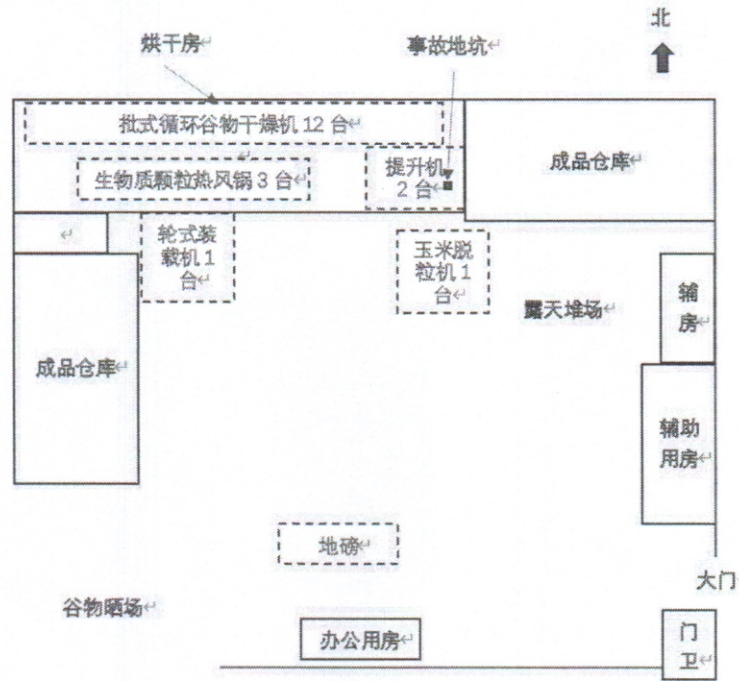 北
烘干房
事故地坑
批式循环谷物干燥机 12 台
成品仓库
提升机
2 台
生物质颗粒热风锅 3 台
轮式装
载机 1
台
玉米脱
粒机 1
台
露天堆场
辅
房
成品仓库
辅助
用房
地磅
大门
谷物晒场
办公用房
门
卫